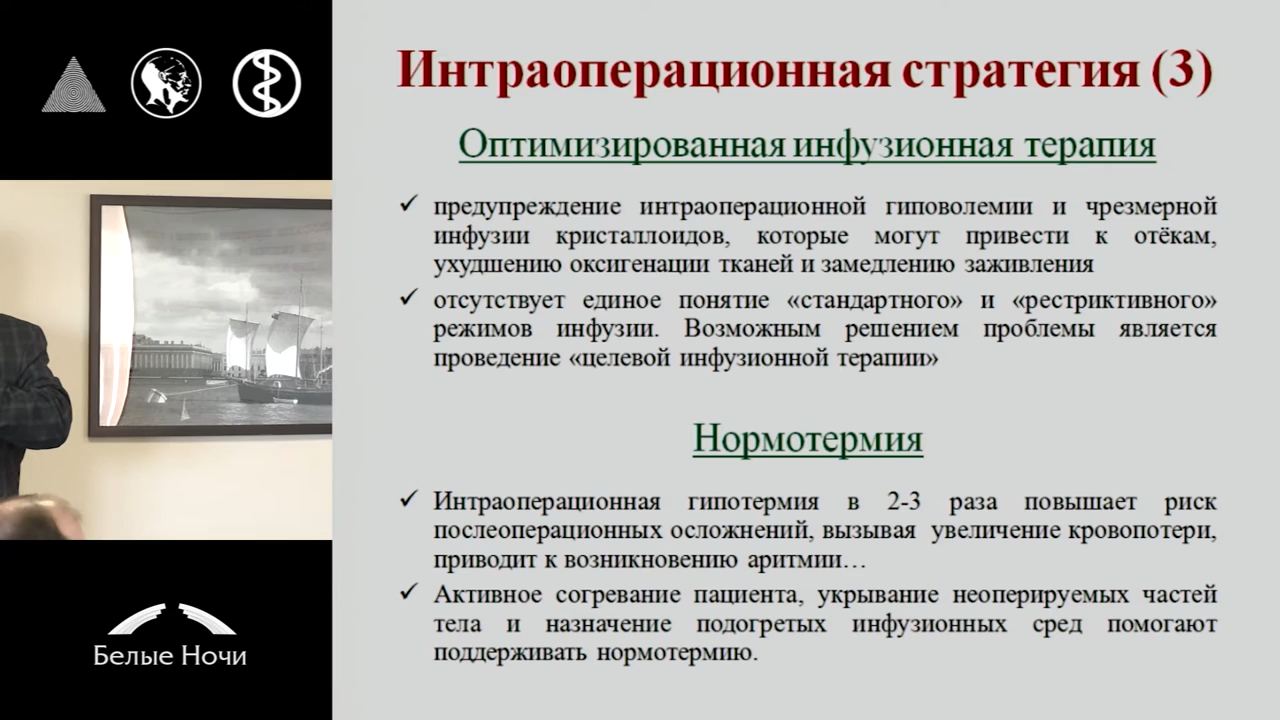 Интраоперационная стратегия (3)
Оптимизированная инфузионная терапия
предупреждение интраоперационной гиповолемии и чрезмерной
инфузии кристаллоидов, которые могут привести к отёкам,
ухудшению оксигенации тканей и замедлению заживления
отсутствует единое понятие «стандартного» и «рестриктивного»
режимов инфузии. Возможным решением проблемы является
проведение «целевой инфузионной терапии»
Нормотермия
Интраоперационная гипотермия в 2-3 раза повышает риск
послеоперационных осложнений, вызывая увеличение кровопотери,
приводит к возникновению аритмии…
Активное согревание пациента, укрывание неоперируемых частей
тела и назначение подогретых инфузионных сред помогают
поддерживать нормотермию.
Белые Ночи